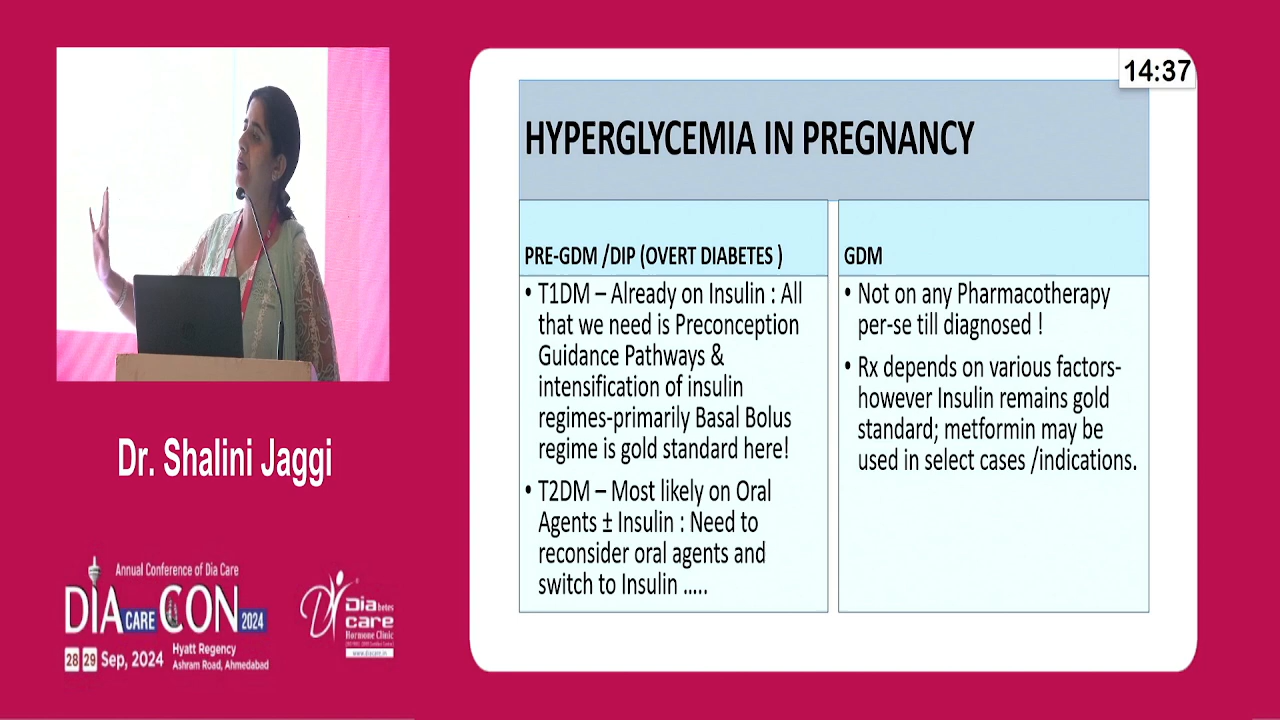 14:37
HYPERGLYCEMIA IN PREGNANCY
PRE-GDM /DIP (OVERT DIABETES )
• T1DM – Already on Insulin : All
that we need is Preconception
Guidance Pathways &
intensification of insulin
regimes-primarily Basal Bolus
regime is gold standard here!
• T2DM – Most likely on Oral
Agents ± Insulin : Need to
reconsider oral agents and
switch to Insulin .....
GDM
• Not on any Pharmacotherapy
per-se till diagnosed !
• Rx depends on various factors-
however Insulin remains gold
standard; metformin may be
used in select cases /indications.
Dr. Shalini Jaggi
Annual Conference of Dia Care
DIA CARE CON 2024
28 29 Sep, 2024
Hyatt Regency
Ashram Road, Ahmedabad
Diabetes
care
Hormone Clinic
www.diacare.in